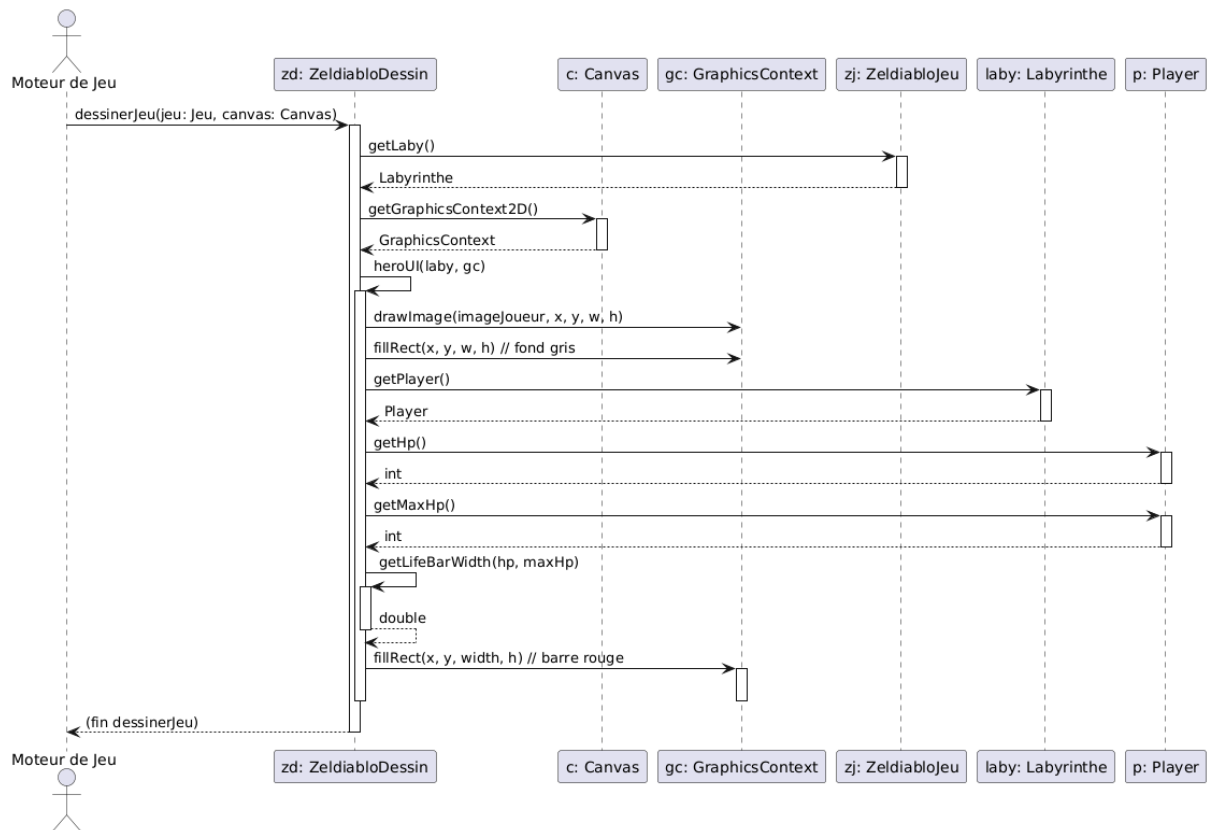 Moteur de Jeu
zd: ZeldiabloDessin
c: Canvas
gc: GraphicsContext
zj: ZeldiabloJeu
laby: Labyrinthe
p: Player
dessinerJeu(jeu: Jeu, canvas: Canvas)
getLaby()
Labyrinthe
getGraphicsContext2D()
GraphicsContext
heroUI(laby, gc)
drawImage(imageJoueur, x, y, w, h)
fillRect(x, y, w, h) // fond gris
getPlayer()
Player
getHp()
int
getMaxHp()
int
getLifeBarWidth(hp, maxHp)
double
fillRect(x, y, width, h) // barre rouge
(fin dessinerJeu)
Moteur de Jeu
zd: ZeldiabloDessin
c: Canvas
gc: GraphicsContext
zj: ZeldiabloJeu
laby: Labyrinthe
p: Player